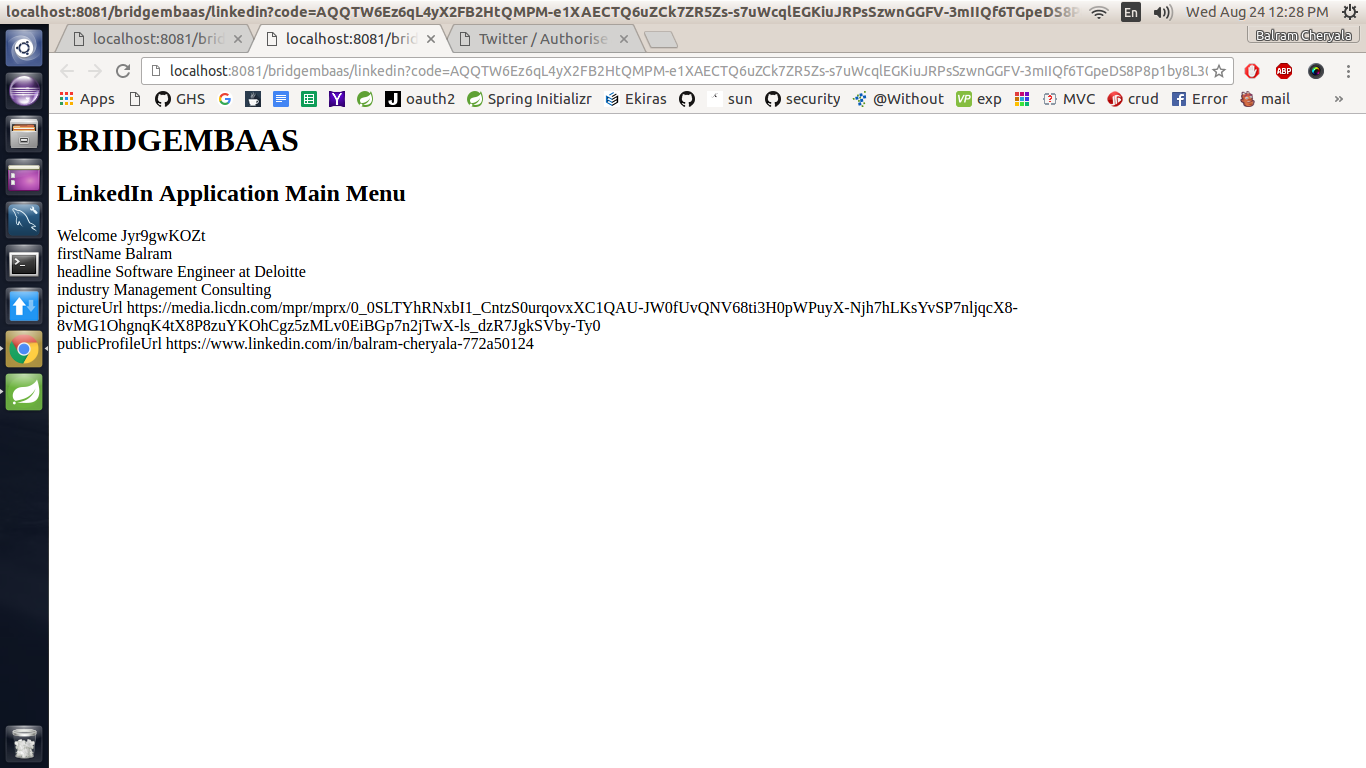 localhost:8081/bridgembaas/linkedin?code=AQQTW6Ez6qL4yX2FB2HtQMPM-e1XAECTQ6uZCk7ZR5Zs-s7uWcqlEGKiuJRPsSzwnGGFV-3mIIQf6TGpeDS8P
En
Wed Aug 24 12:28 PM
localhost:8081/brid
localhost:8081/brid
Twitter / Authorise
Balram Cheryala
localhost:8081/bridgembaas/linkedin?code=AQQTW6Ez6qL4yX2FB2HtQMPM-e1XAECTQ6uZCk7ZR5Zs-s7uWcqlEGKiuJRPsSzwnGGFV-3mIIQf6TGpeDS8P8p1by8L3
ABP
Apps GHS G Y J oauth2 Spring Initializr Ekiras sun security @Without VP exp MVC crud Error mail »
BRIDGEMBAAS
LinkedIn Application Main Menu
Welcome Jyr9gwKOZt
firstName Balram
headline Software Engineer at Deloitte
industry Management Consulting
pictureUrl https://media.licdn.com/mpr/mprx/0_0SLTYhRNxbI1_CntzS0urqovxXC1QAU-JW0fUvQNV68ti3H0pWPuyX-Njh7hLKsYvSP7nljqcX8-
8vMG1OhgnqK4tX8P8zuYKOhCgz5zMLv0EiBGp7n2jTwX-ls_dzR7JgkSVby-Ty0
publicProfileUrl https://www.linkedin.com/in/balram-cheryala-772a50124